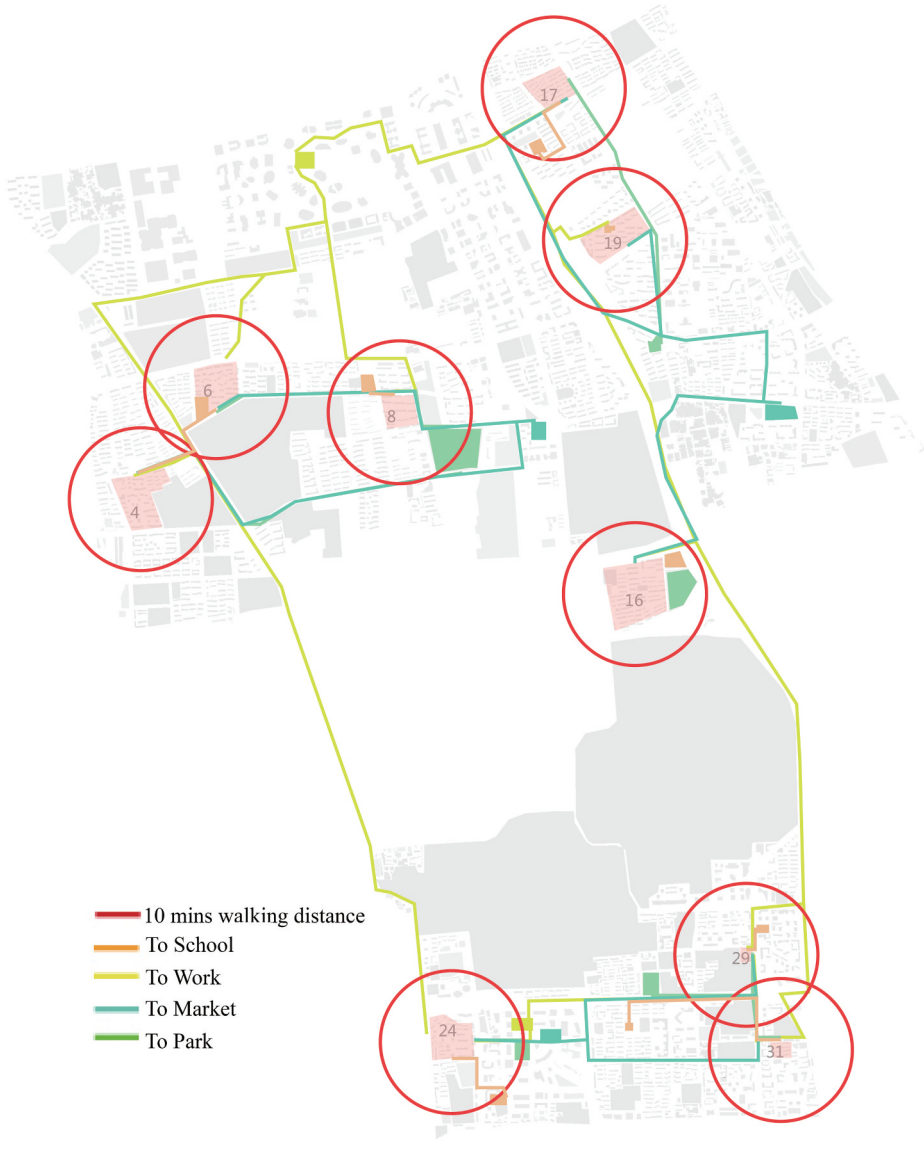 17
19
6
8
4
16
29
24
31
10 mins walking distance
To School
To Work
To Market
To Park